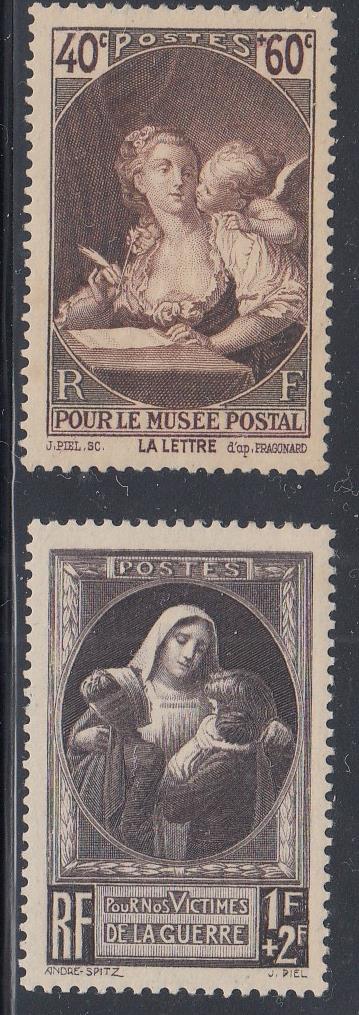 40c POSTES +60c
R F
POUR LE MUSÉE POSTAL
J.PIEL.SC. LA LETTRE d'ap. FRAGONARD
POSTES
RF POUR NOS VICTIMES 1F
DE LA GUERRE +2F
ANDRE-SPITZ J. PIEL